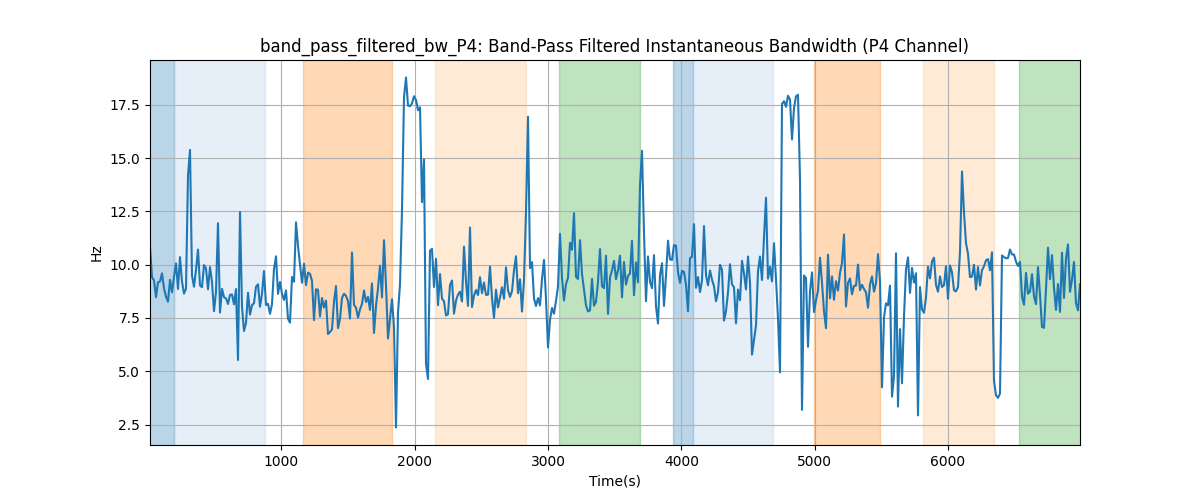 band_pass_filtered_bw_P4: Band-Pass Filtered Instantaneous Bandwidth (P4 Channel)
17.5
15.0
12.5
10.0
7.5
5.0
2.5
Hz
1000 2000 3000 4000 5000 6000
Time(s)